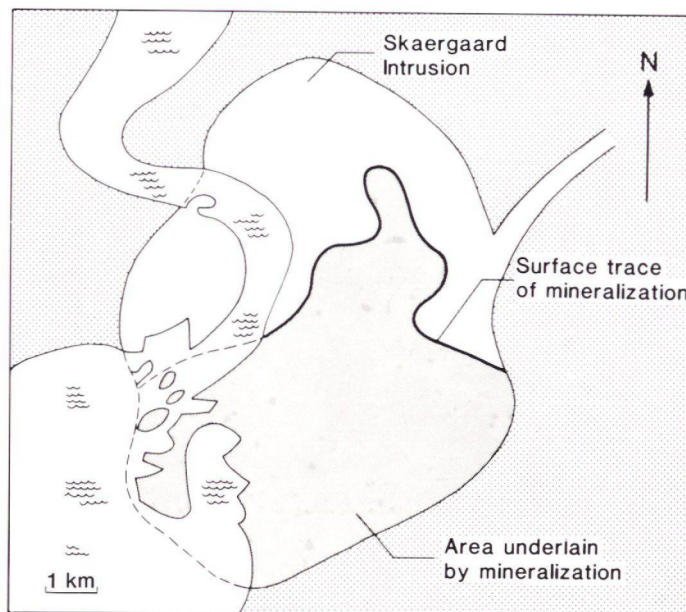 Skaergaard
Intrusion
N
Surface trace
of mineralization
Area underlain
by mineralization
1 km